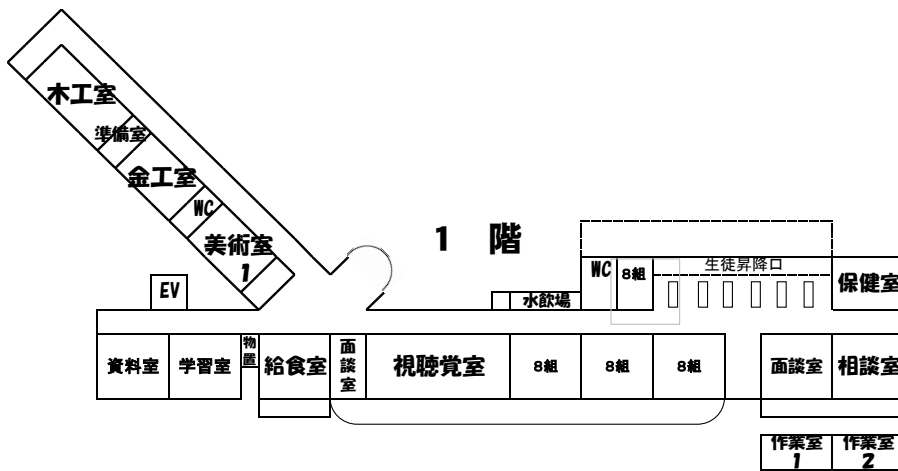 木工室
準備室
金工室
WC
美術室
1
1 階
EV
水飲場
WC
8組
生徒昇降口
保健室
資料室
学習室
物置
給食室
面談室
視聴覚室
8組
8組
8組
面談室
相談室
作業室
1
作業室
2